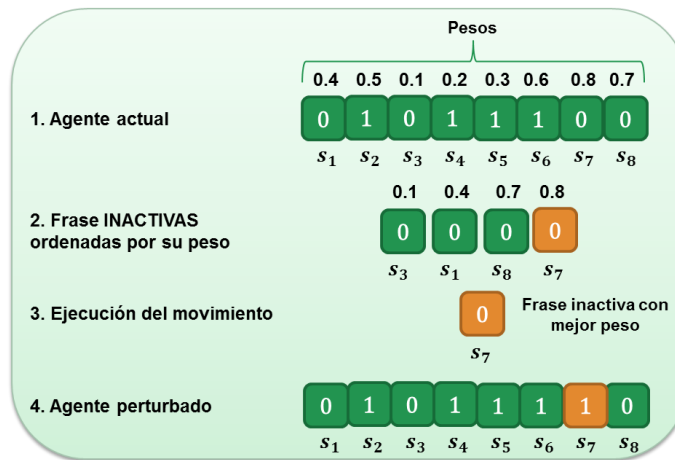 Pesos
0.4 0.5 0.1 0.2 0.3 0.6 0.8 0.7
1. Agente actual
0 1 0 1 1 1 0 0
s1 s2 s3 s4 s5 s6 s7 s8
0.1 0.4 0.7 0.8
2. Frase INACTIVAS
ordenadas por su peso
0 0 0 0
s3 s1 s8 s7
3. Ejecución del movimiento
0
Frase inactiva con
mejor peso
s7
4. Agente perturbado
0 1 0 1 1 1 1 0
s1 s2 s3 s4 s5 s6 s7 s8